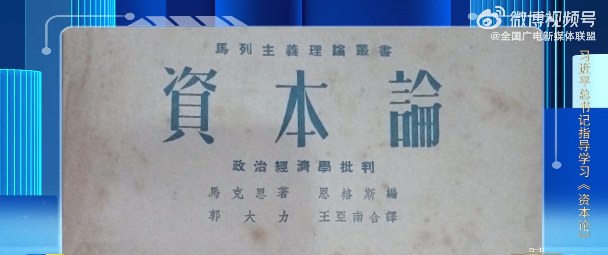 微博视频号
@全国广电新媒体联盟
馬列主義理論叢書
資本論
政治經濟學批判
馬克思著 恩格斯編
郭大力 王亞南合譯
习近平总书记指导学习《资本论》